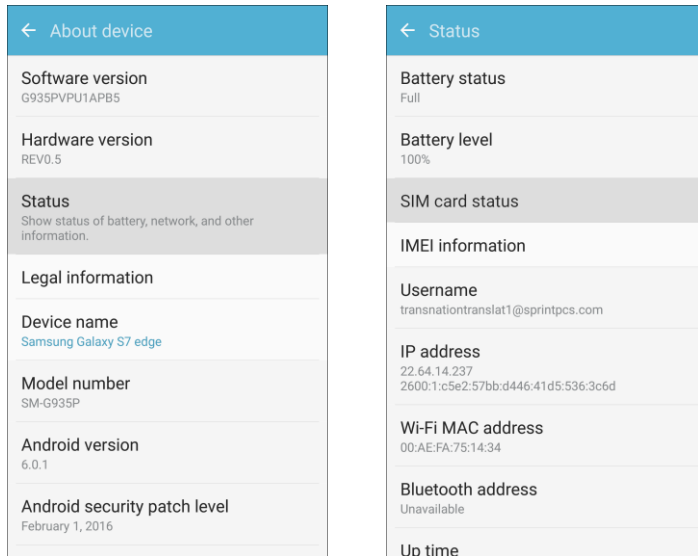 About device
Software version
G935PVPU1APB5
Hardware version
REV0.5
Status
Show status of battery, network, and other
information.
Legal information
Device name
Samsung Galaxy S7 edge
Model number
SM-G935P
Android version
6.0.1
Android security patch level
February 1, 2016
Status
Battery status
Full
Battery level
100%
SIM card status
IMEI information
Username
transnationtranslat1@sprintpcs.com
IP address
22.64.14.237
2600:1:c5e2:57bb:d446:41d5:536:3c6d
Wi-Fi MAC address
00:AE:FA:75:14:34
Bluetooth address
Unavailable
Up time